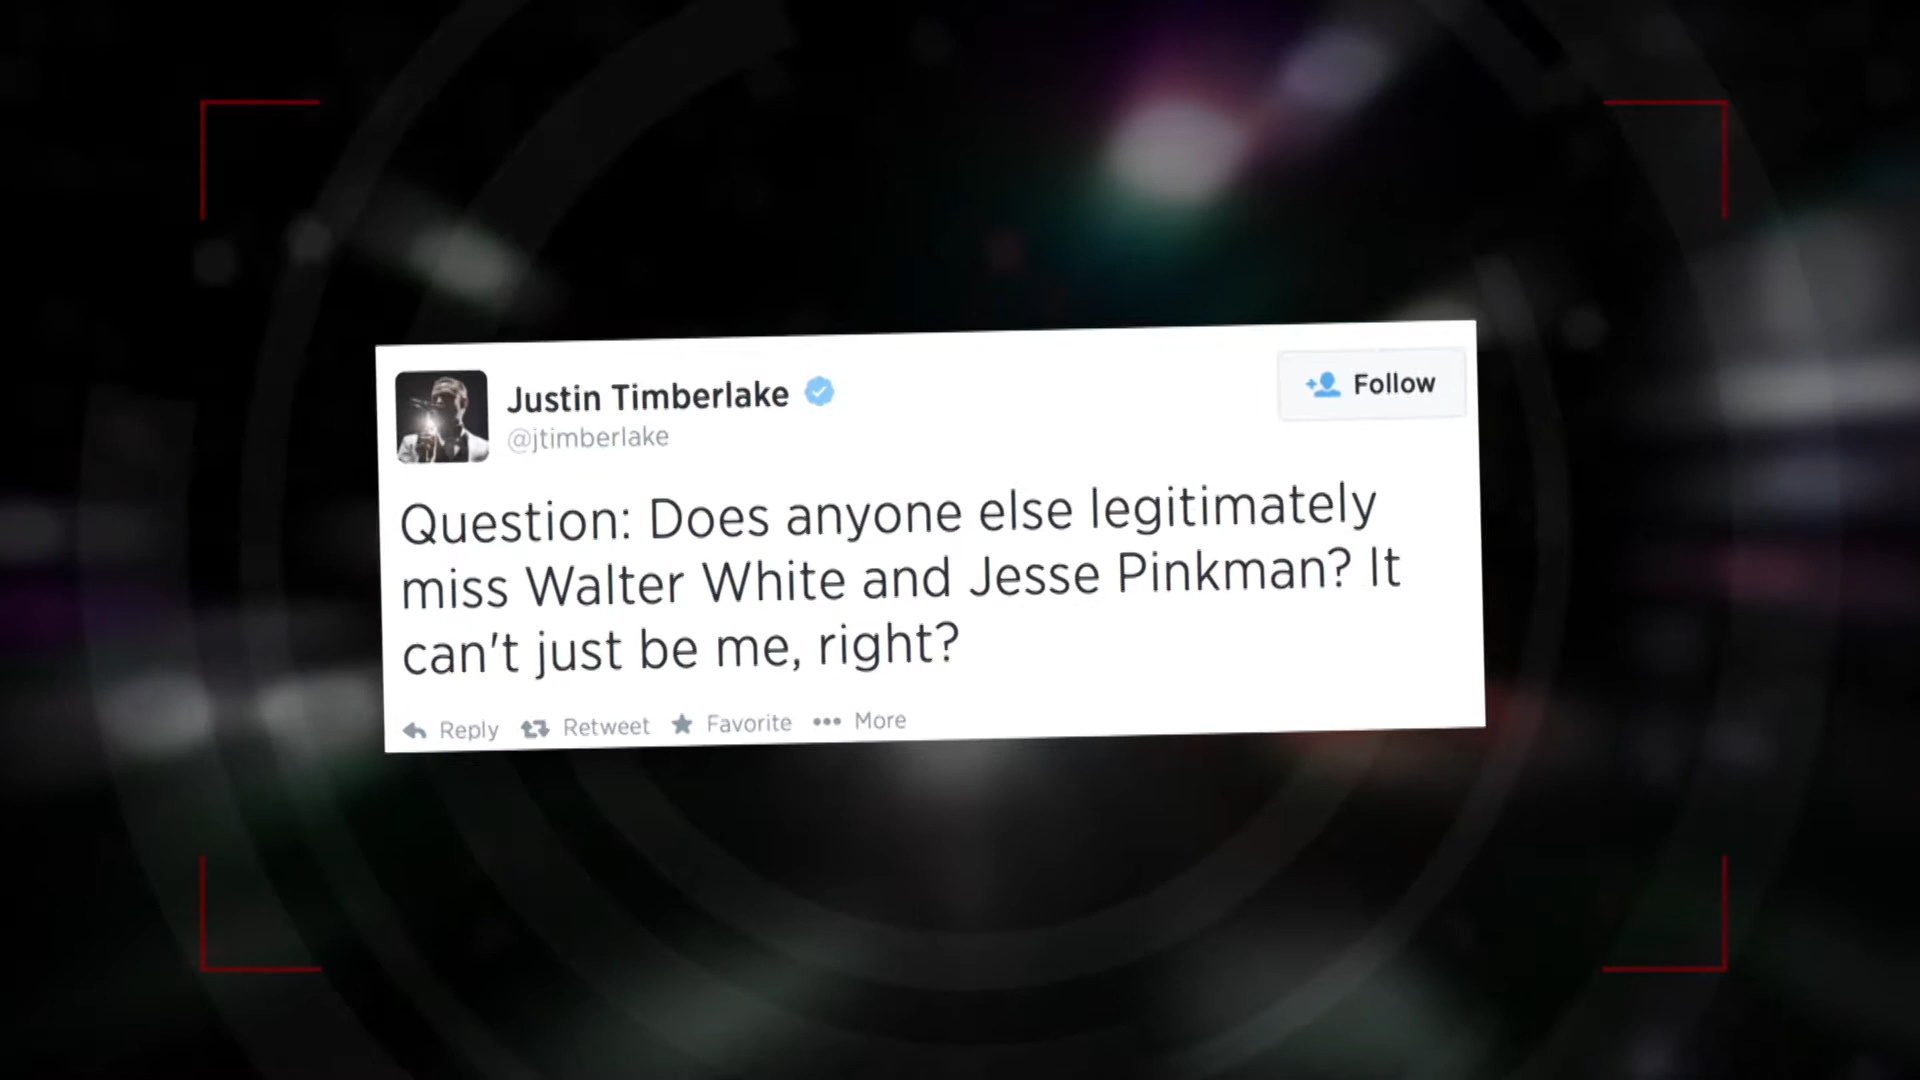 Justin Timberlake
@jtimberlake
Follow
Question: Does anyone else legitimately
miss Walter White and Jesse Pinkman? It
can't just be me, right?
Reply Retweet Favorite More